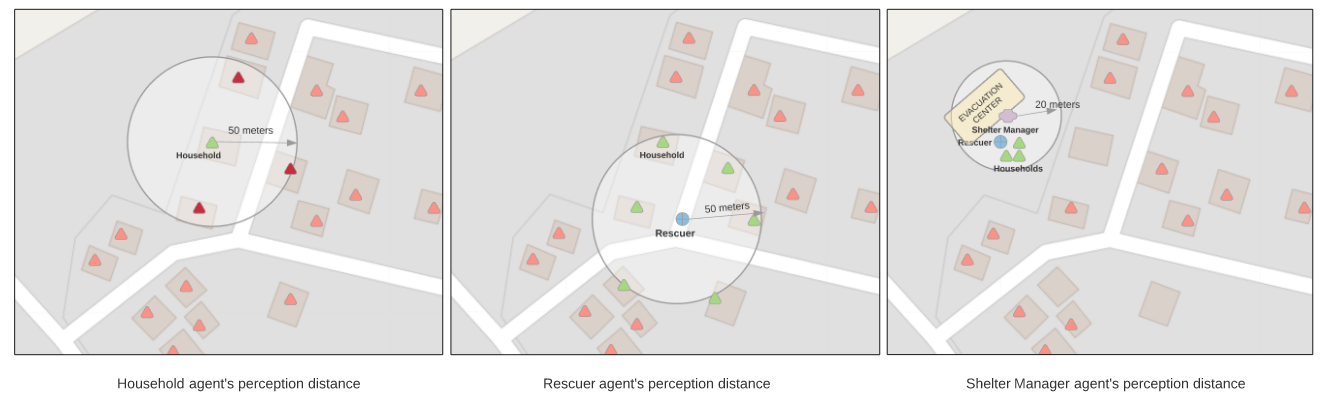 50 meters
Household
Household agent's perception distance
Household
50 meters
Rescuer
Rescuer agent's perception distance
EVACUATION
CENTER
20 meters
Shelter Manager
Rescuer
Households
Shelter Manager agent's perception distance